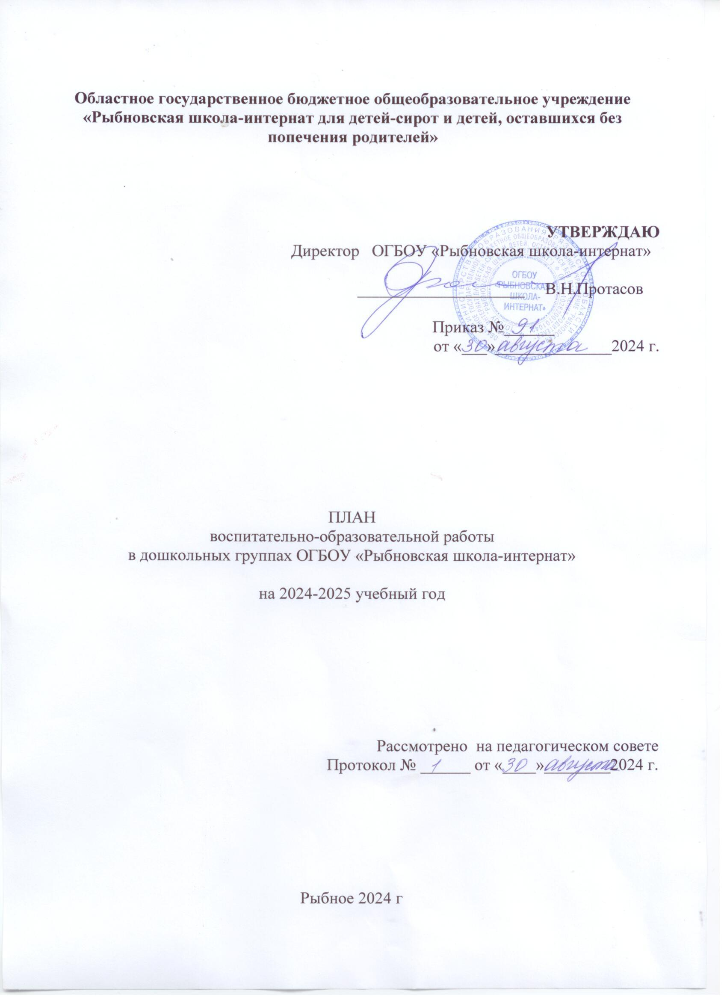 Областное государственное бюджетное общеобразовательное учреждение
«Рыбновская школа-интернат для детей-сирот и детей, оставшихся без
попечения родителей»
УТВЕРЖДАЮ
Директор ОГБОУ «Рыбновская школа-интернат»
В.Н.Протасов
ОГБОУ
«РЫБНОВСКАЯ
ШКОЛА-
ИНТЕРНАТ»
Приказ № 91
от «30» августа 2024 г.
ПЛАН
воспитательно-образовательной работы
в дошкольных группах ОГБОУ «Рыбновская школа-интернат»
на 2024-2025 учебный год
Рассмотрено на педагогическом совете
Протокол № 1 от «30» августа 2024 г.
Рыбное 2024 г